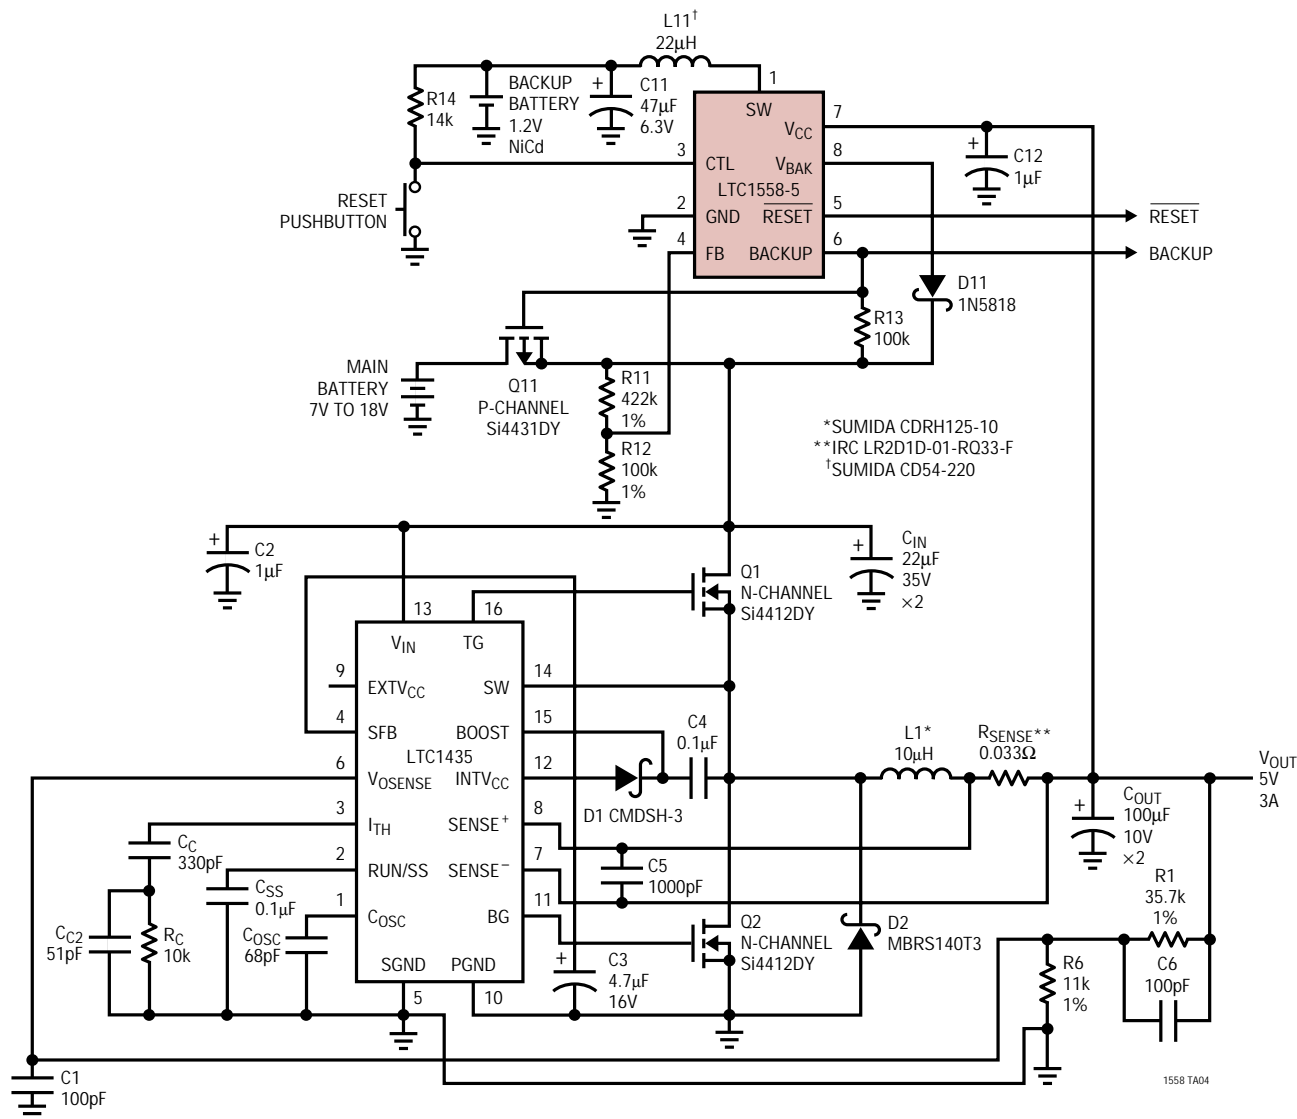 L11†
22µH
1
R14
14k
BACKUP
BATTERY
1.2V
NiCd
+
C11
47µF
6.3V
SW
VCC
7
+
C12
1µF
3
CTL
VBAK
8
LTC1558-5
RESET
PUSHBUTTON
2
GND
RESET
5
RESET
4
FB
BACKUP
6
BACKUP
D11
1N5818
R13
100k
MAIN
BATTERY
7V TO 18V
Q11
P-CHANNEL
Si4431DY
R11
422k
1%
R12
100k
1%
*SUMIDA CDRH125-10
**IRC LR2D1D-01-RQ33-F
†SUMIDA CD54-220
+
C2
1µF
+
CIN
22µF
35V
×2
Q1
N-CHANNEL
Si4412DY
13
16
VIN
TG
9
EXTVCC
SW
14
4
SFB
BOOST
15
LTC1435
C4
0.1µF
6
VOSENSE
INTVCC
12
D1 CMDSH-3
L1*
10µH
RSENSE**
0.033Ω
VOUT
5V
3A
3
ITH
SENSE+
8
2
RUN/SS
SENSE–
7
C5
1000pF
1
COSC
BG
11
CC
330pF
CSS
0.1µF
CC2
51pF
RC
10k
COSC
68pF
SGND
PGND
5
10
+
C3
4.7µF
16V
Q2
N-CHANNEL
Si4412DY
D2
MBRS140T3
+
COUT
100µF
10V
×2
R1
35.7k
1%
C6
100pF
R6
11k
1%
C1
100pF
1558 TA04